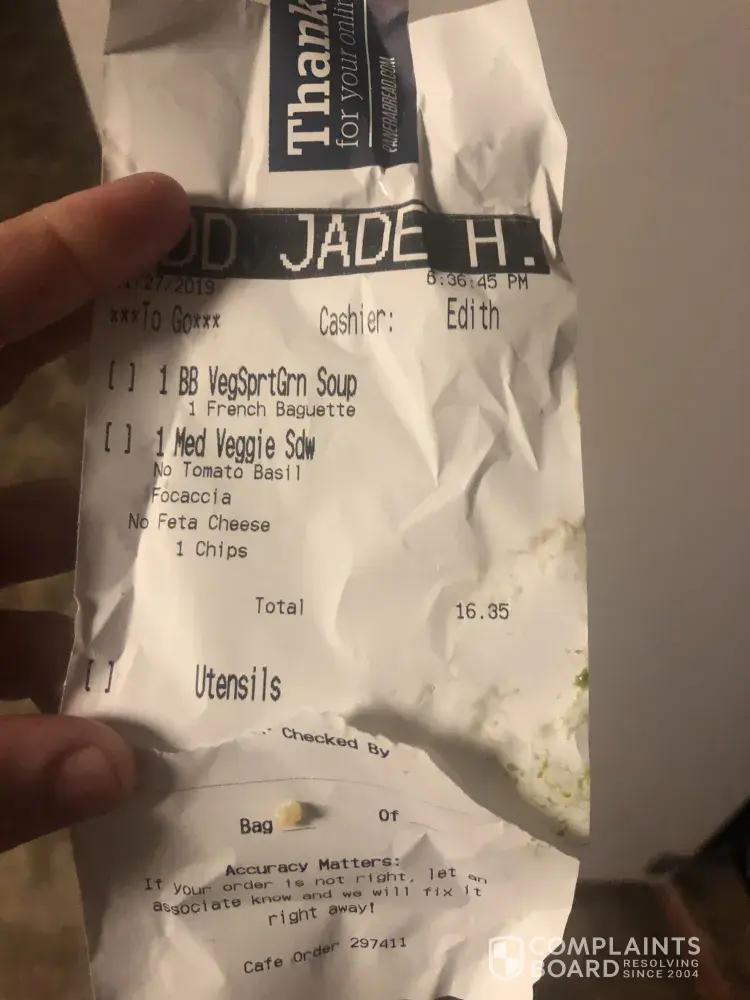 Thank
for your onlin
PANERABREAD.COM
DD JADE H.
/27/2019 6:36:45 PM
***To Go*** Cashier: Edith
[ ] 1 BB VegSprtGrn Soup
1 French Baguette
[ ] 1 Med Veggie Sdw
No Tomato Basil
Focaccia
No Feta Cheese
1 Chips
Total 16.35
[ ] Utensils
Checked By
Bag Of
Accuracy Matters:
If your order is not right, let an
associate know and we will fix it
right away!
Cafe Order 297411
COMPLAINTS
BOARD RESOLVING
SINCE 2004